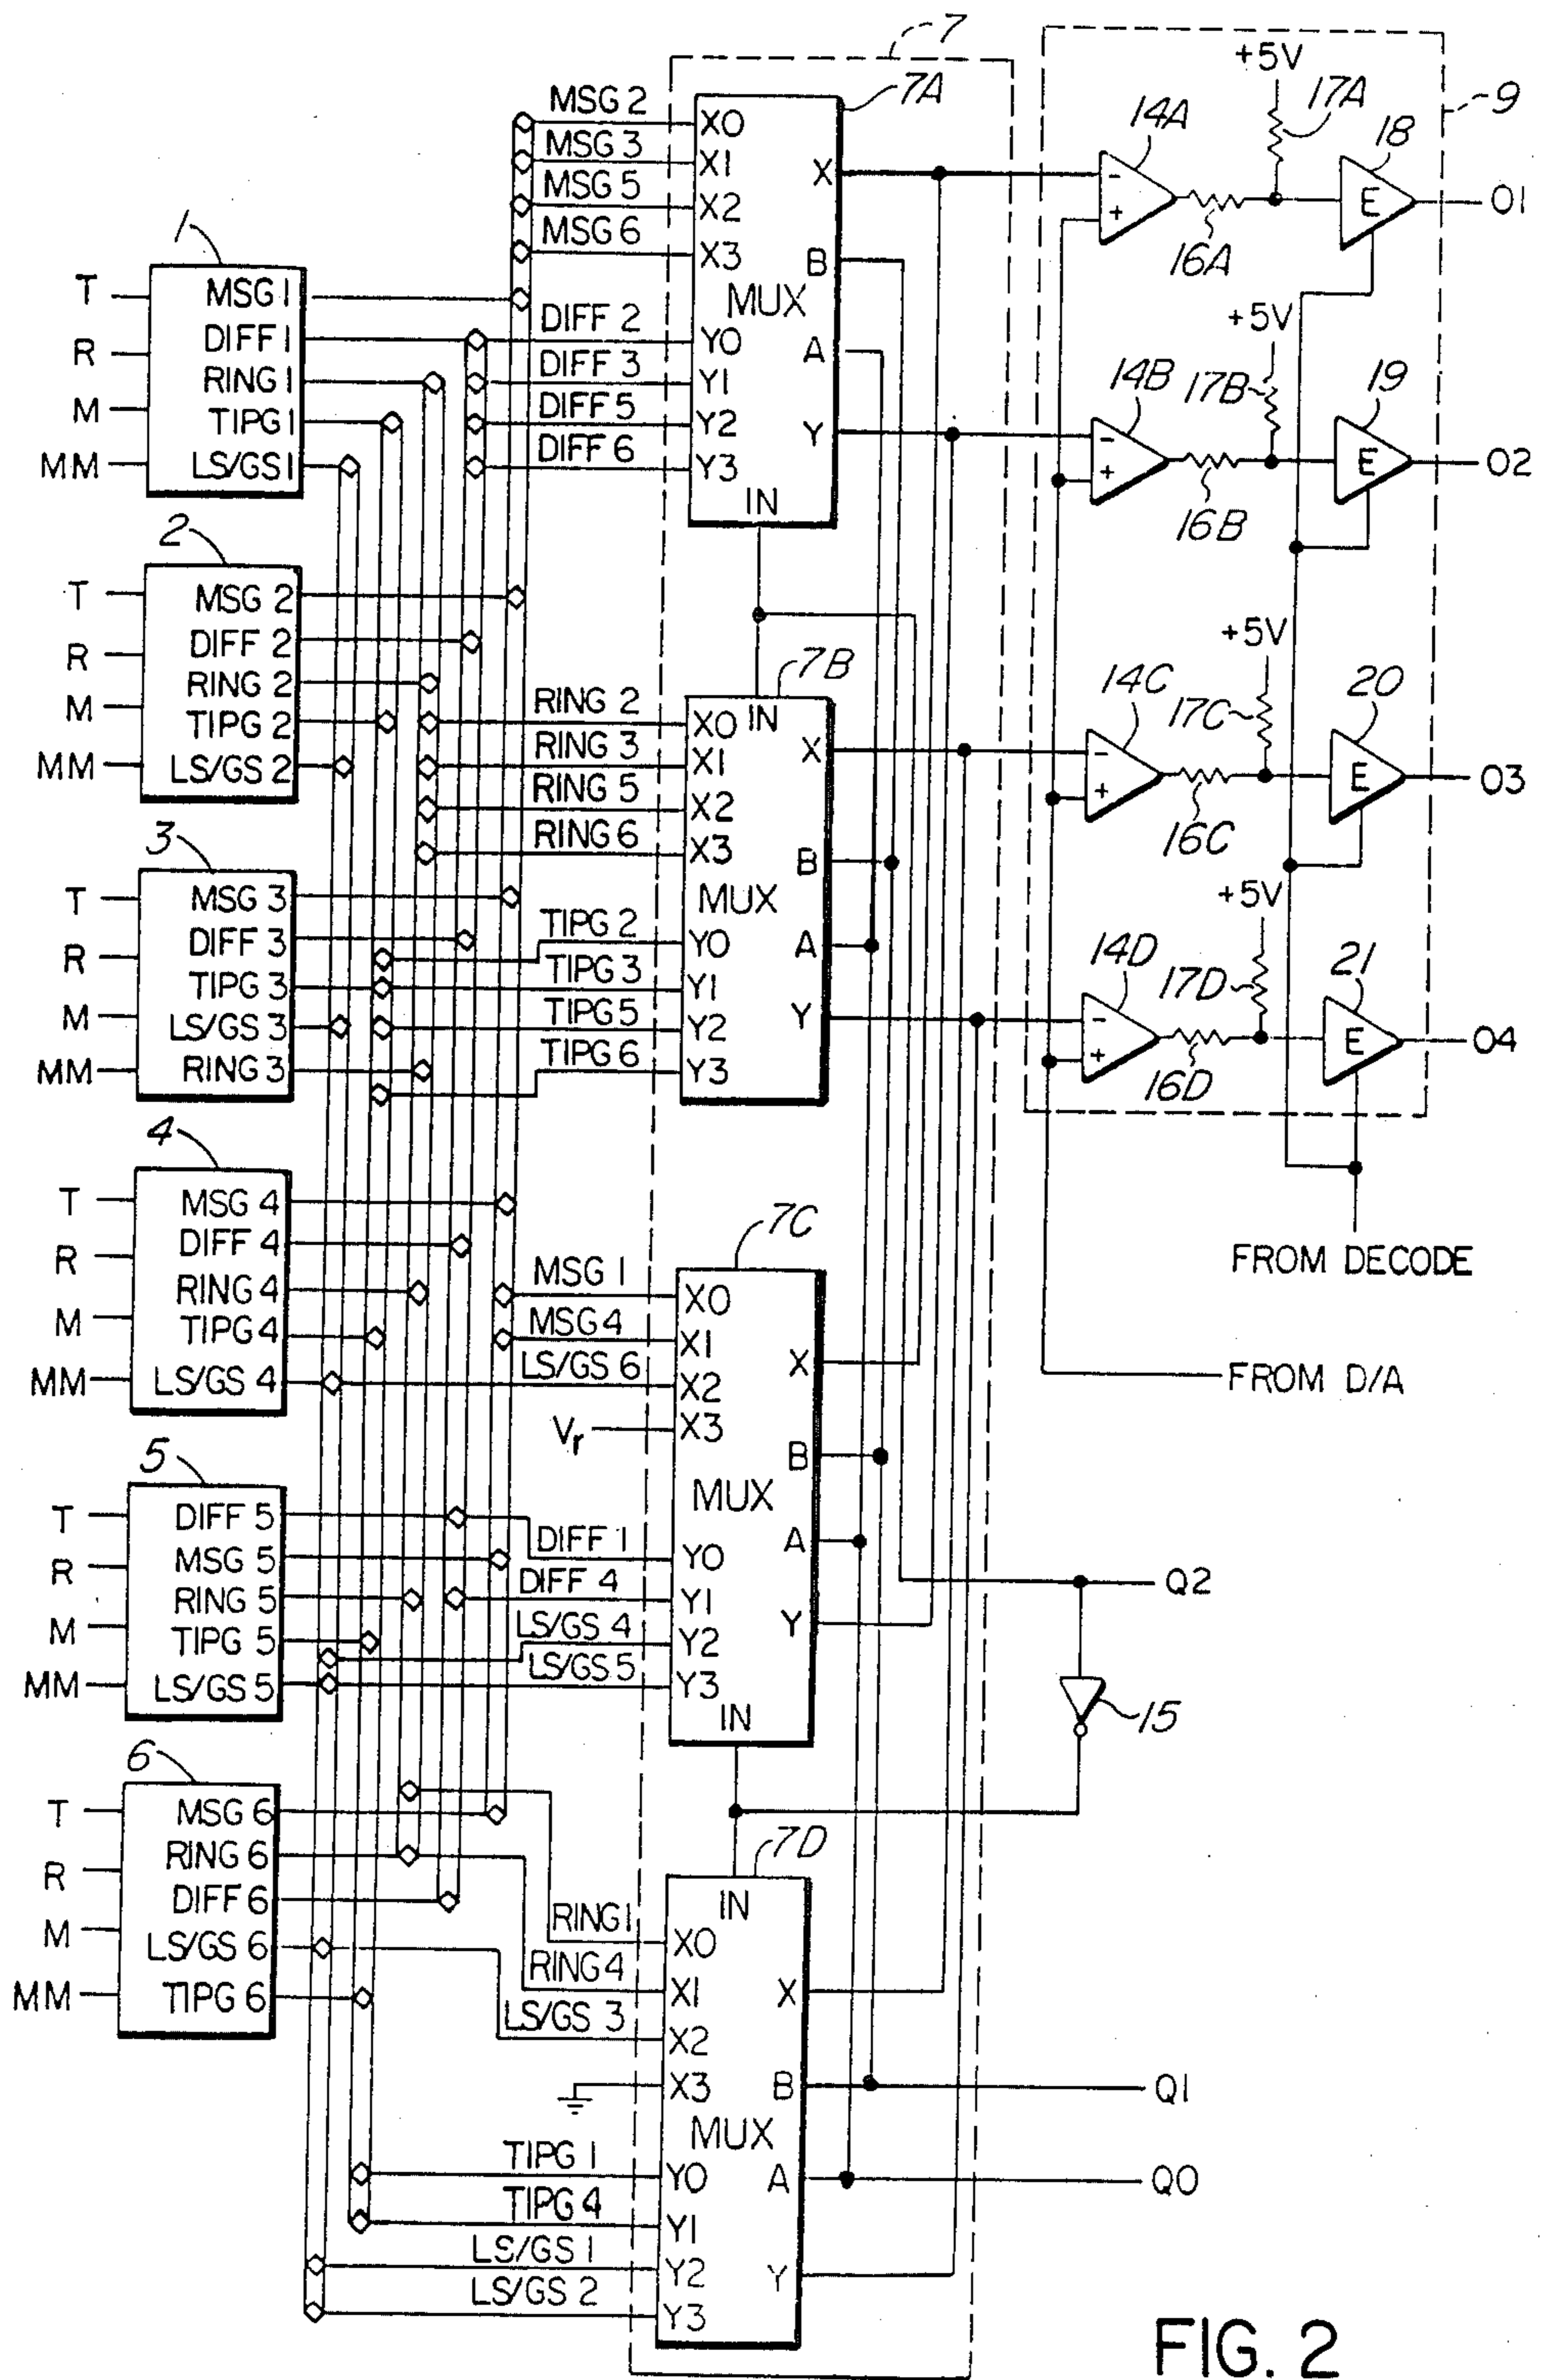 7
7A
+5V
17A
9
14A
18
MSG 2
MSG 3
MSG 5
MSG 6
X0
X1
X2
X3
MUX
Y0
Y1
Y2
Y3
IN
X
B
A
Y
-
+
16A
E
O1
1
T
R
M
MM
MSG 1
DIFF 1
RING 1
TIPG 1
LS/GS 1
DIFF 2
DIFF 3
DIFF 5
DIFF 6
+5V
14B
17B
19
-
+
16B
E
O2
2
T
R
M
MM
MSG 2
DIFF 2
RING 2
TIPG 2
LS/GS 2
7B
RING 2
RING 3
RING 5
RING 6
IN
X0
X1
X2
X3
MUX
Y0
Y1
Y2
Y3
X
B
A
Y
+5V
14C
17C
20
-
+
16C
E
O3
3
T
R
M
MM
MSG 3
DIFF 3
TIPG 3
LS/GS 3
RING 3
TIPG 2
TIPG 3
TIPG 5
TIPG 6
+5V
14D
17D
21
-
+
16D
E
O4
4
T
R
M
MM
MSG 4
DIFF 4
RING 4
TIPG 4
LS/GS 4
7C
MSG 1
MSG 4
LS/GS 6
Vr
X0
X1
X2
X3
MUX
Y0
Y1
Y2
Y3
IN
X
B
A
Y
FROM DECODE
FROM D/A
5
T
R
M
MM
DIFF 5
MSG 5
RING 5
TIPG 5
LS/GS 5
DIFF 1
DIFF 4
LS/GS 4
LS/GS 5
Q2
15
6
T
R
M
MM
MSG 6
RING 6
DIFF 6
LS/GS 6
TIPG 6
7D
RING 1
RING 4
LS/GS 3
IN
X0
X1
X2
X3
MUX
Y0
Y1
Y2
Y3
X
B
A
Y
TIPG 1
TIPG 4
LS/GS 1
LS/GS 2
Q1
Q0
FIG. 2